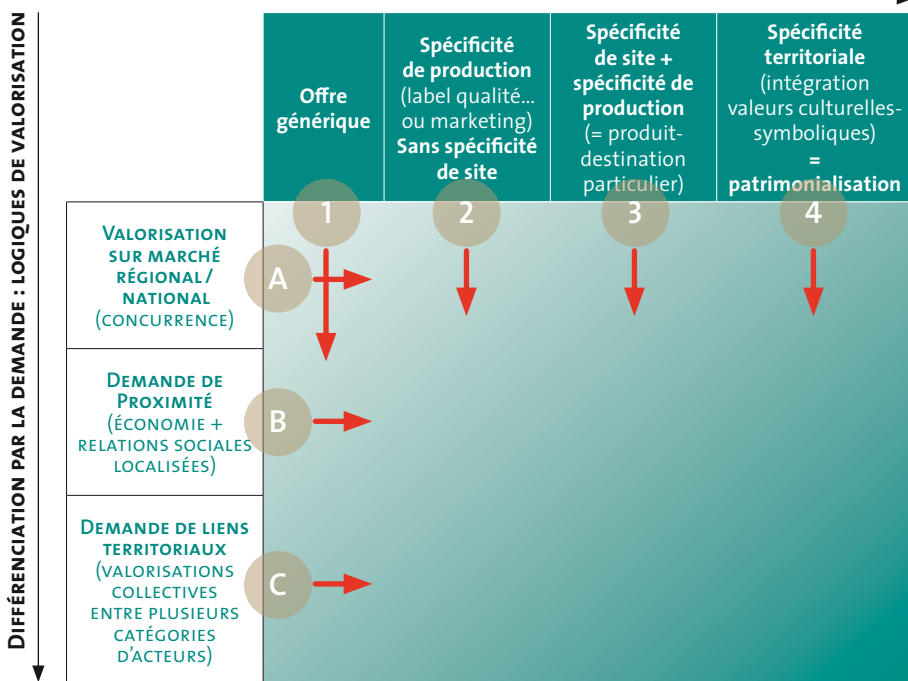 DIFFÉRENCIATION PAR LA DEMANDE : LOGIQUES DE VALORISATION
Offre
générique
Spécificité
de production
(label qualité...
ou marketing)
Sans spécificité
de site
Spécificité
de site +
spécificité de
production
(= produit-
destination
particulier)
Spécificité
territoriale
(intégration
valeurs culturelles-
symboliques)
=
patrimonialisation
1
2
3
4
VALORISATION
SUR MARCHÉ
RÉGIONAL /
NATIONAL
(CONCURRENCE)
A
DEMANDE DE
PROXIMITÉ
(ÉCONOMIE +
RELATIONS SOCIALES
LOCALISÉES)
B
DEMANDE DE LIENS
TERRITORIAUX
(VALORISATIONS
COLLECTIVES
ENTRE PLUSIEURS
CATÉGORIES
D'ACTEURS)
C